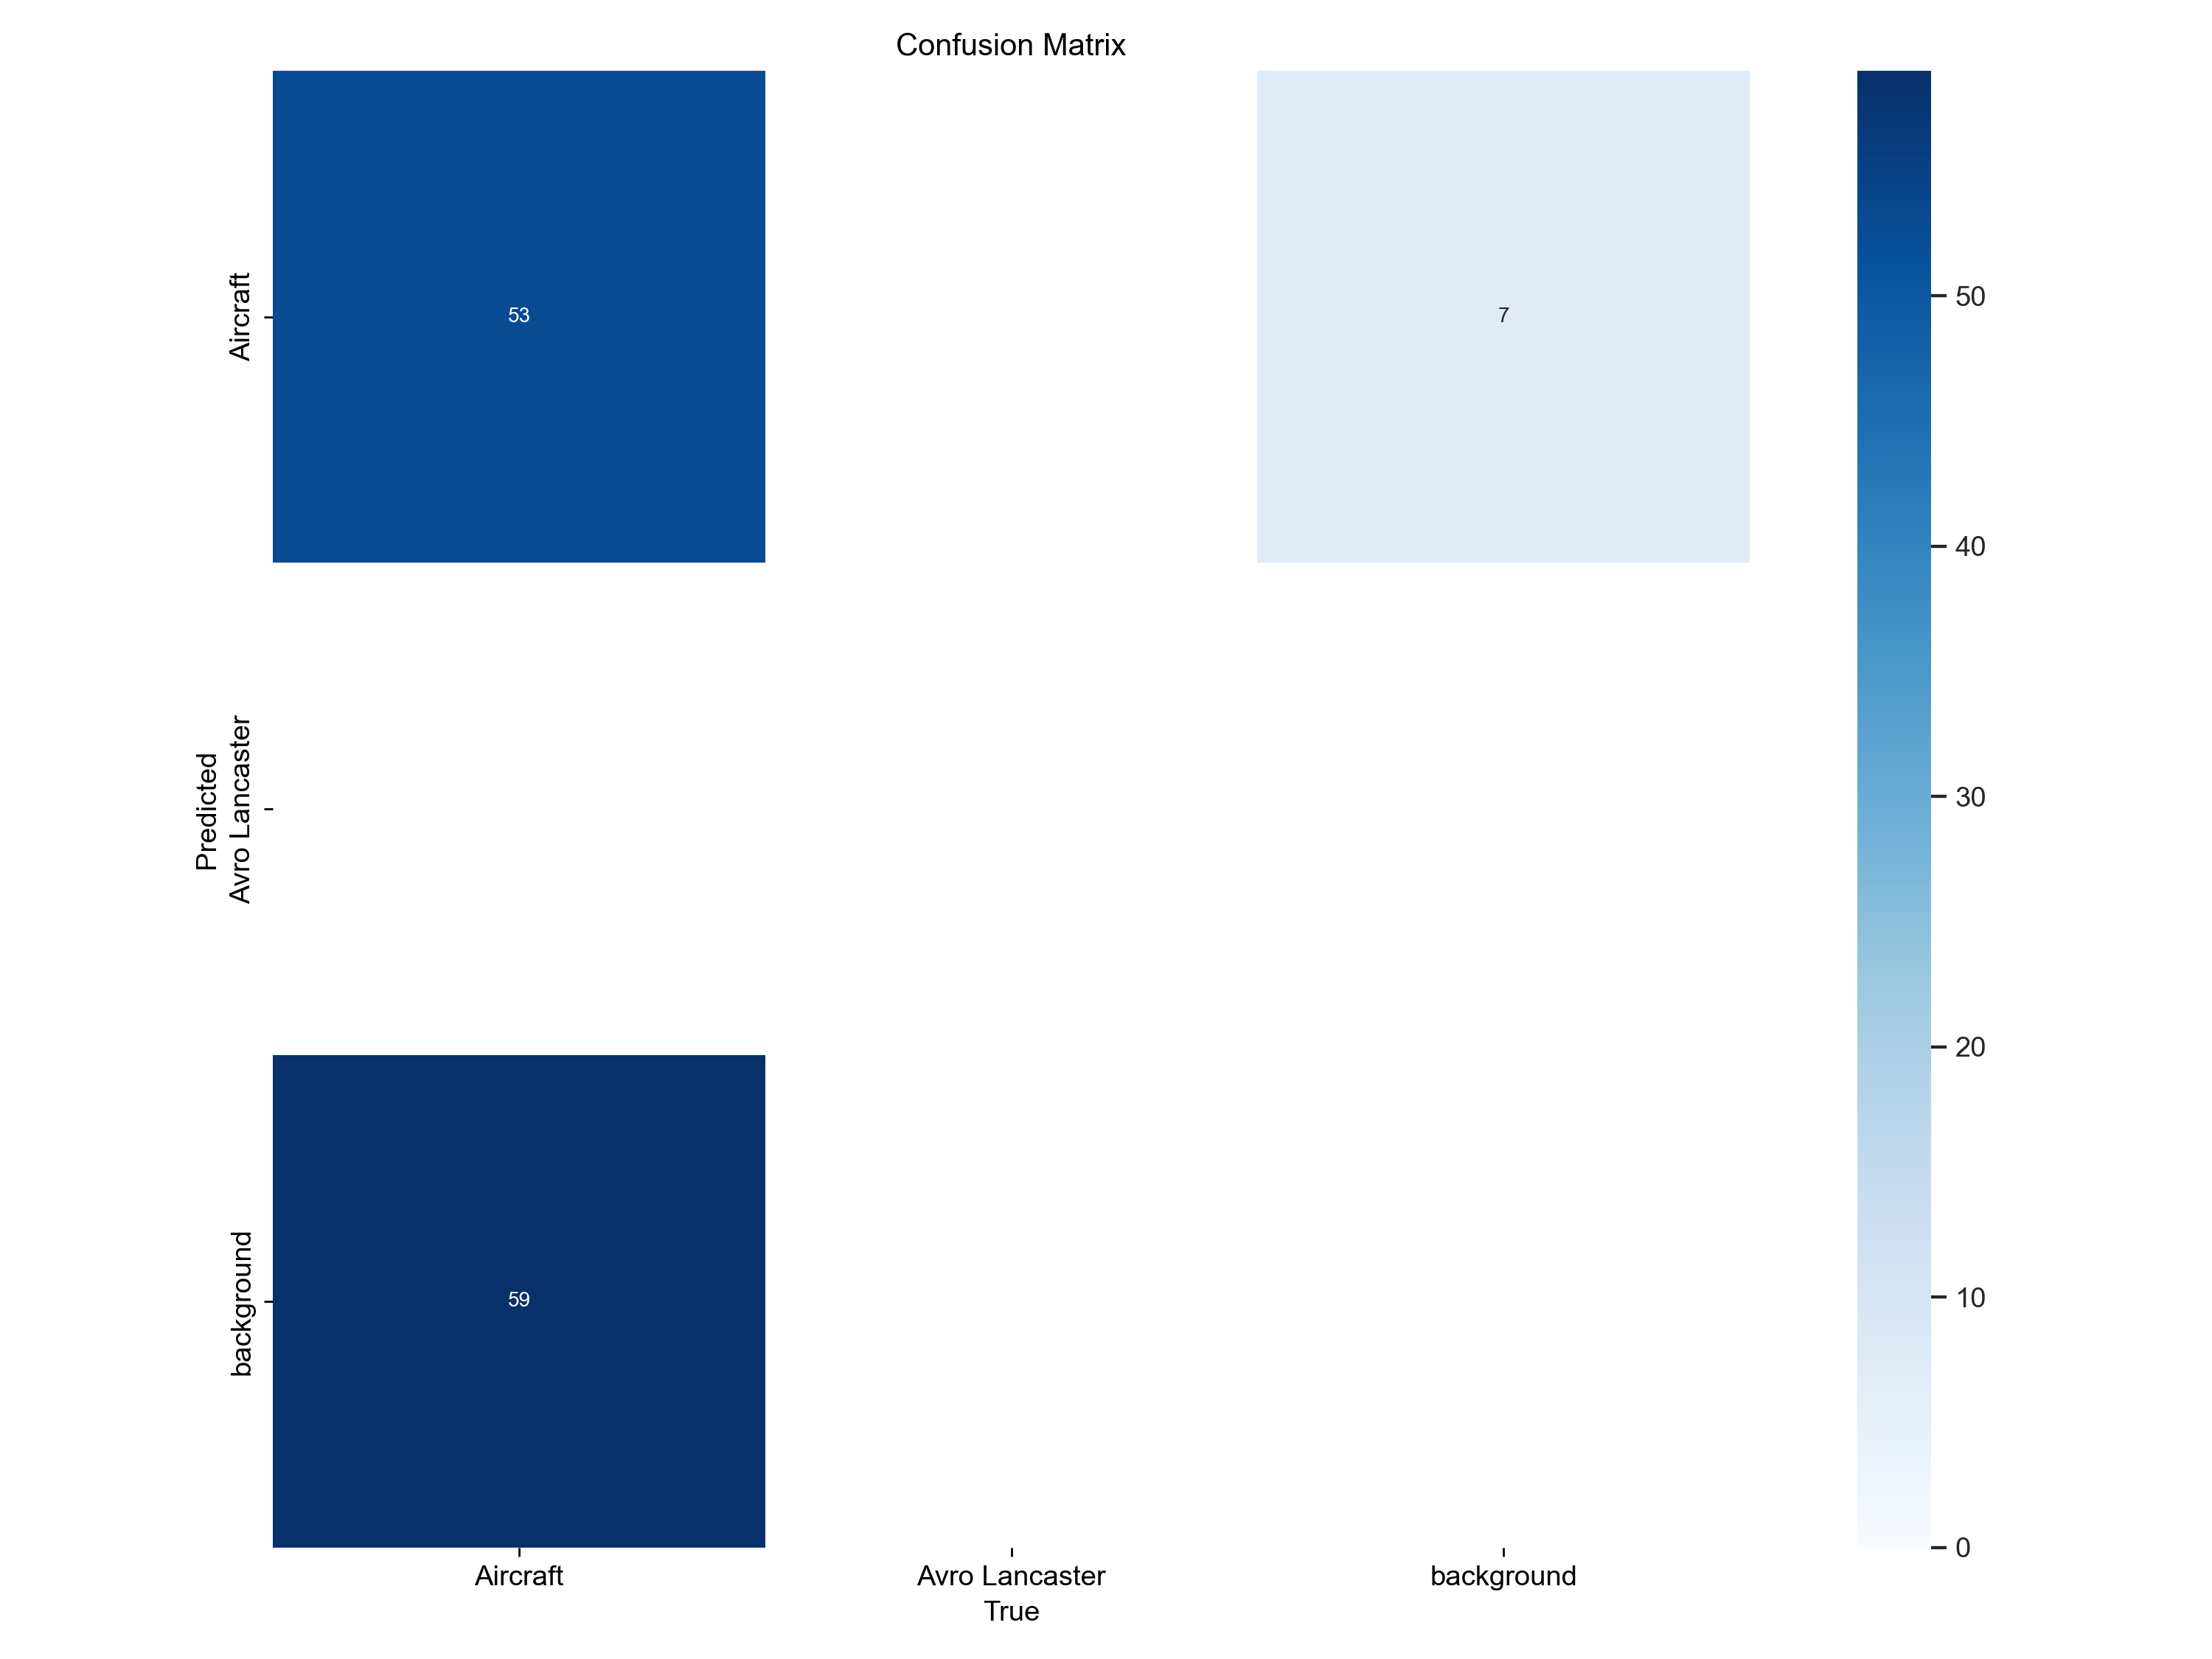 Confusion Matrix
Aircraft
53
7
50
40
30
Predicted
Avro Lancaster
20
background
59
10
0
Aircraft
Avro Lancaster
background
True